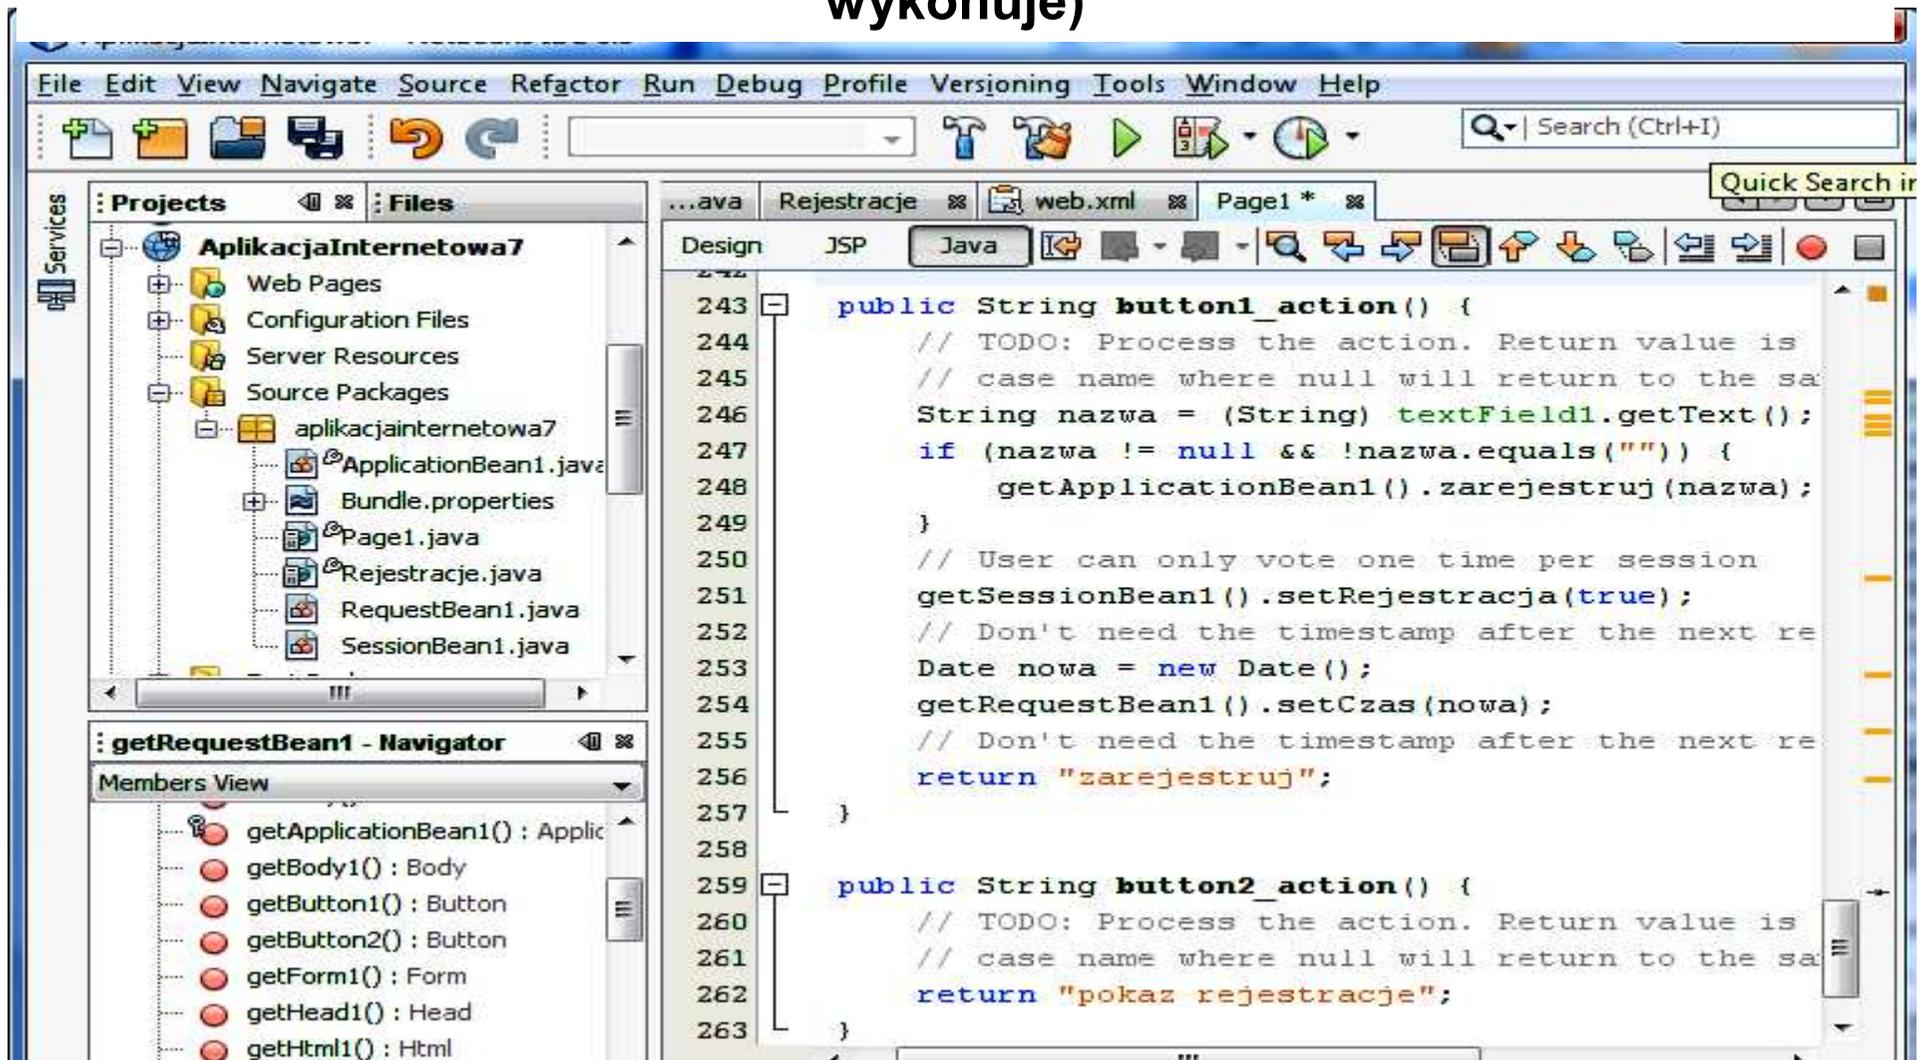 wykonuje)
File Edit View Navigate Source Refactor Run Debug Profile Versioning Tools Window Help
Search (Ctrl+I)
Quick Search in
Services
Projects Files
AplikacjaInternetowa7
Web Pages
Configuration Files
Server Resources
Source Packages
aplikacjainternetowa7
ApplicationBean1.java
Bundle.properties
Page1.java
Rejestracje.java
RequestBean1.java
SessionBean1.java
getRequestBean1 - Navigator
Members View
getApplicationBean1() : Applic
getBody1() : Body
getButton1() : Button
getButton2() : Button
getForm1() : Form
getHead1() : Head
getHtml1() : Html
...ava Rejestracje web.xml Page1 *
Design JSP Java
242
243 public String button1_action() {
244 // TODO: Process the action. Return value is
245 // case name where null will return to the sa
246 String nazwa = (String) textField1.getText();
247 if (nazwa != null && !nazwa.equals("")) {
248 getApplicationBean1().zarejestruj(nazwa);
249 }
250 // User can only vote one time per session
251 getSessionBean1().setRejestracja(true);
252 // Don't need the timestamp after the next re
253 Date nowa = new Date();
254 getRequestBean1().setCzas(nowa);
255 // Don't need the timestamp after the next re
256 return "zarejestruj";
257 }
258
259 public String button2_action() {
260 // TODO: Process the action. Return value is
261 // case name where null will return to the sa
262 return "pokaz rejestracje";
263 }